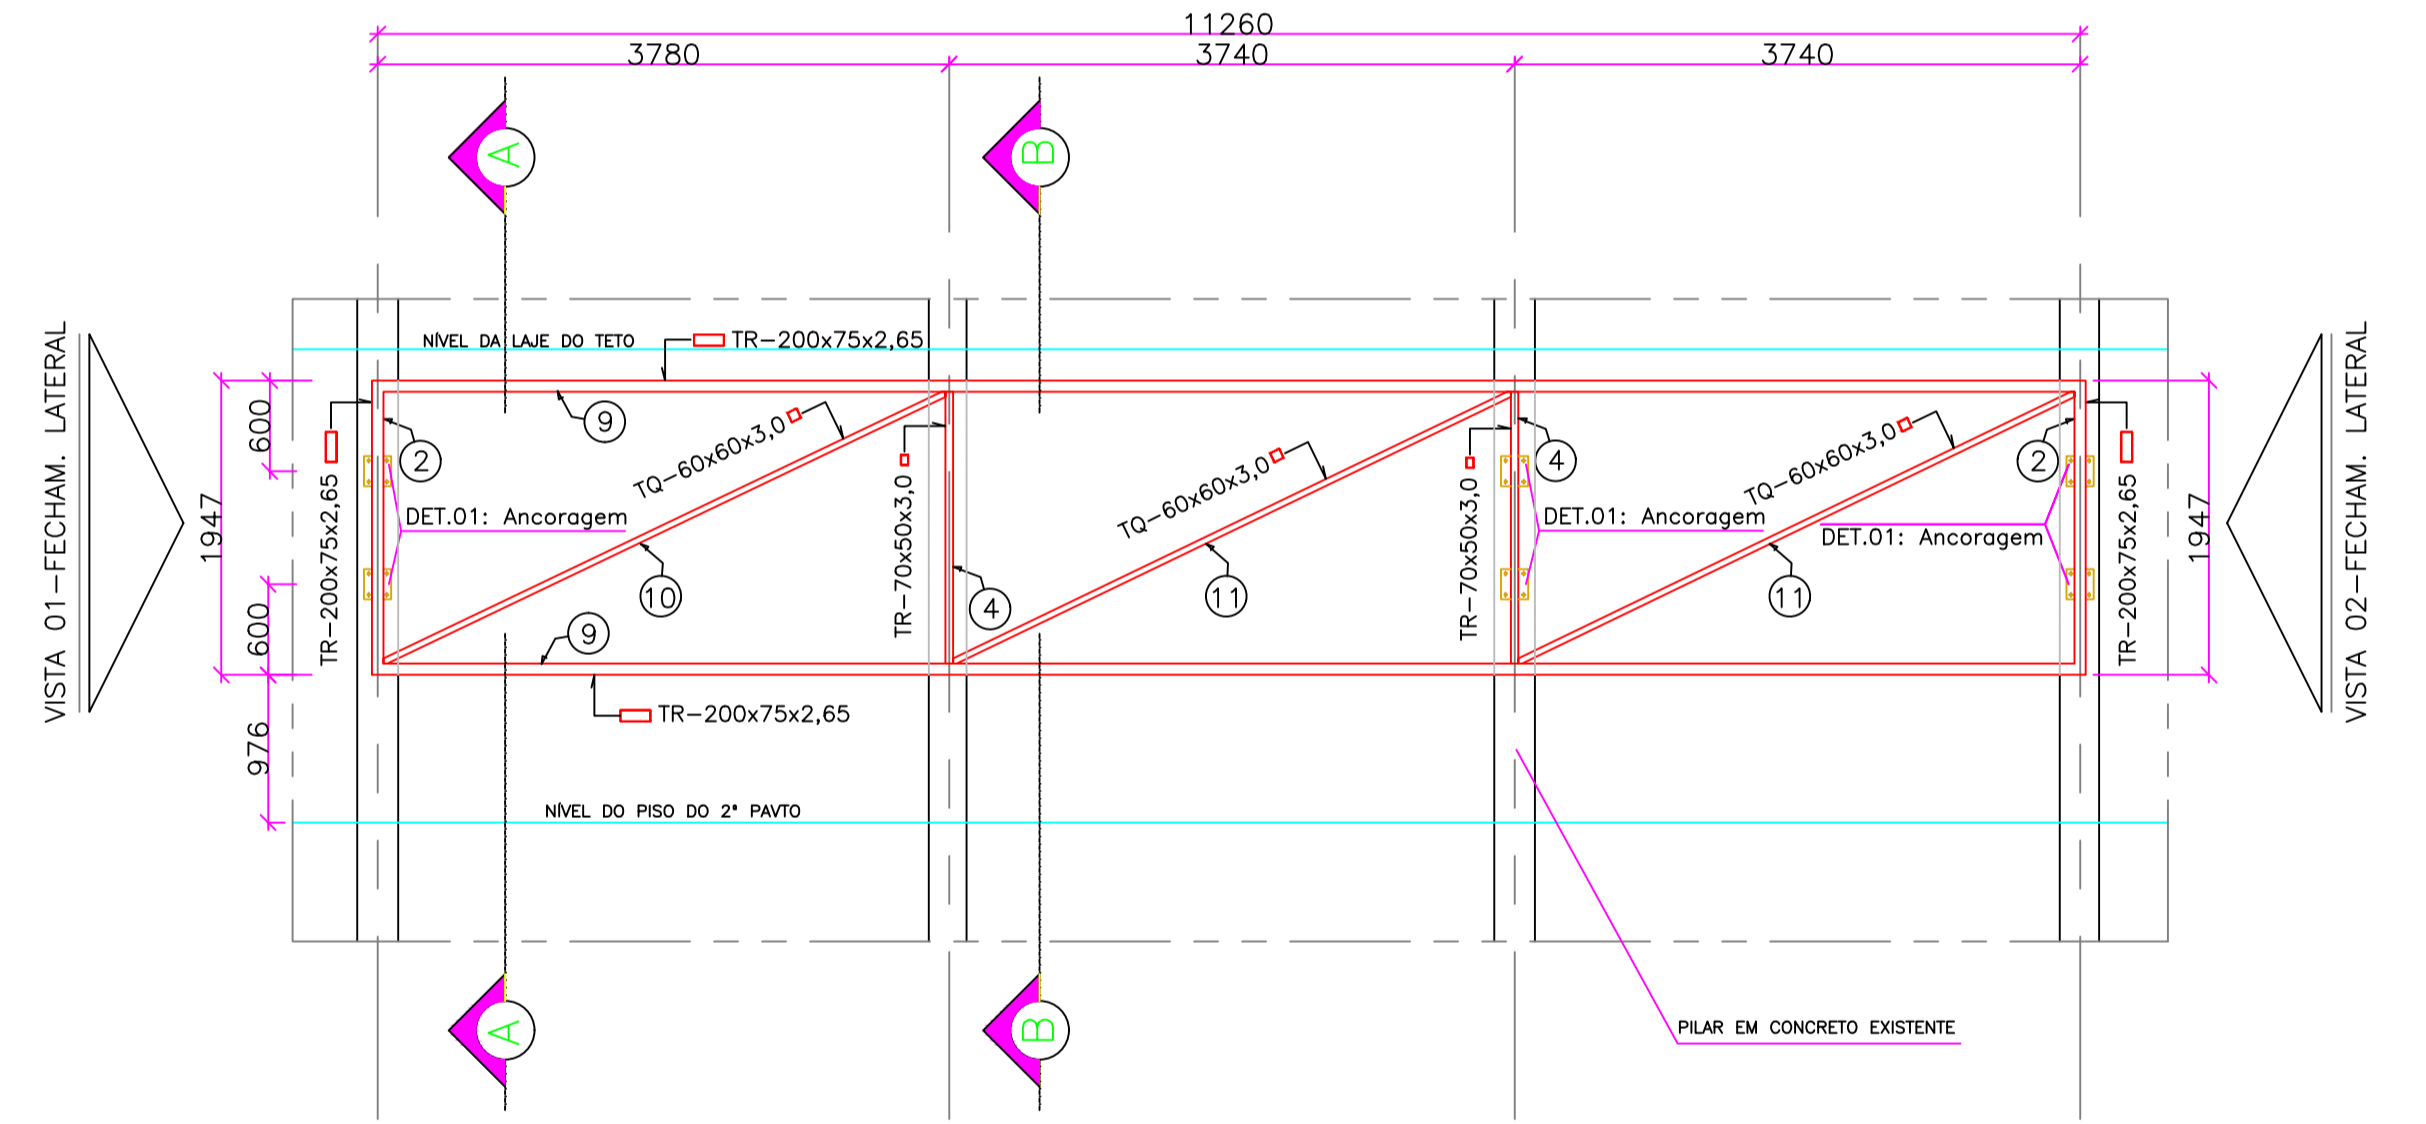 11260
3780
3740
3740
A
B
VISTA 01-FECHAM. LATERAL
VISTA 02-FECHAM. LATERAL
NÍVEL DA LAJE DO TETO
TR-200x75x2,65
600
9
2
TQ-60x60x3,0
TQ-60x60x3,0
TQ-60x60x3,0
4
2
1947
TR-200x75x2,65
DET.01: Ancoragem
TR-70x50x3,0
TR-70x50x3,0
DET.01: Ancoragem
DET.01: Ancoragem
TR-200x75x2,65
1947
600
10
4
11
11
9
TR-200x75x2,65
976
NÍVEL DO PISO DO 2º PAVTO
A
B
PILAR EM CONCRETO EXISTENTE